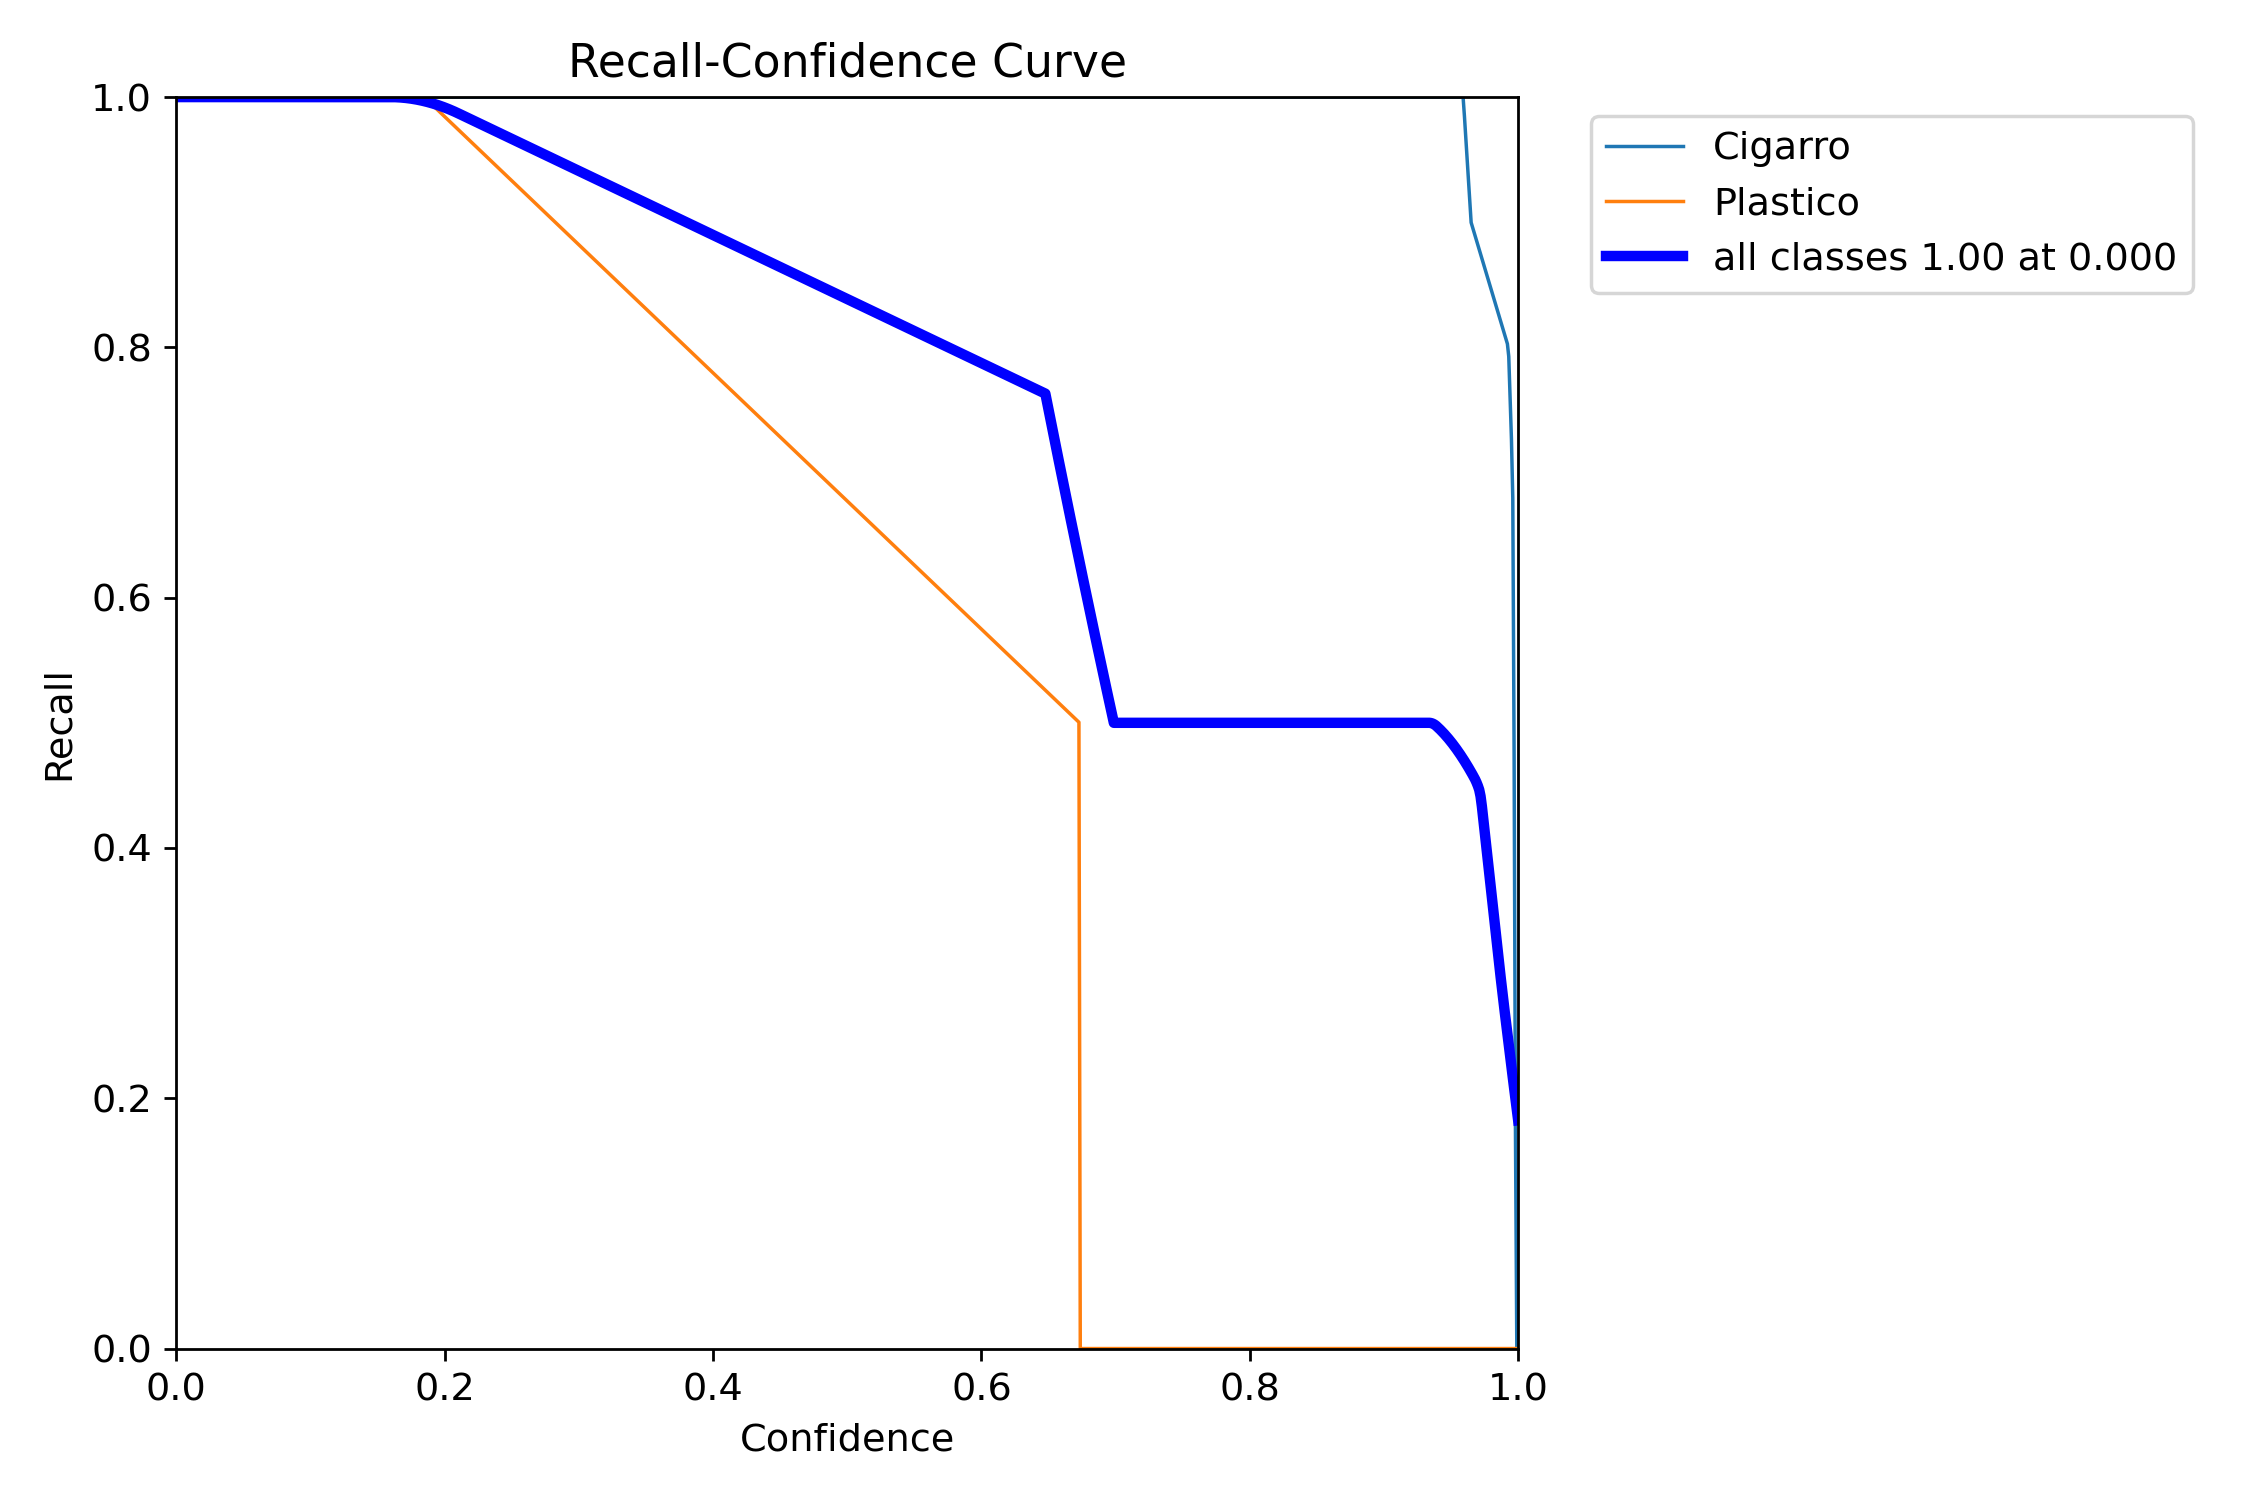 Recall-Confidence Curve
Cigarro
Plastico
all classes 1.00 at 0.000
Recall
1.0
0.8
0.6
0.4
0.2
0.0
0.0 0.2 0.4 0.6 0.8 1.0
Confidence